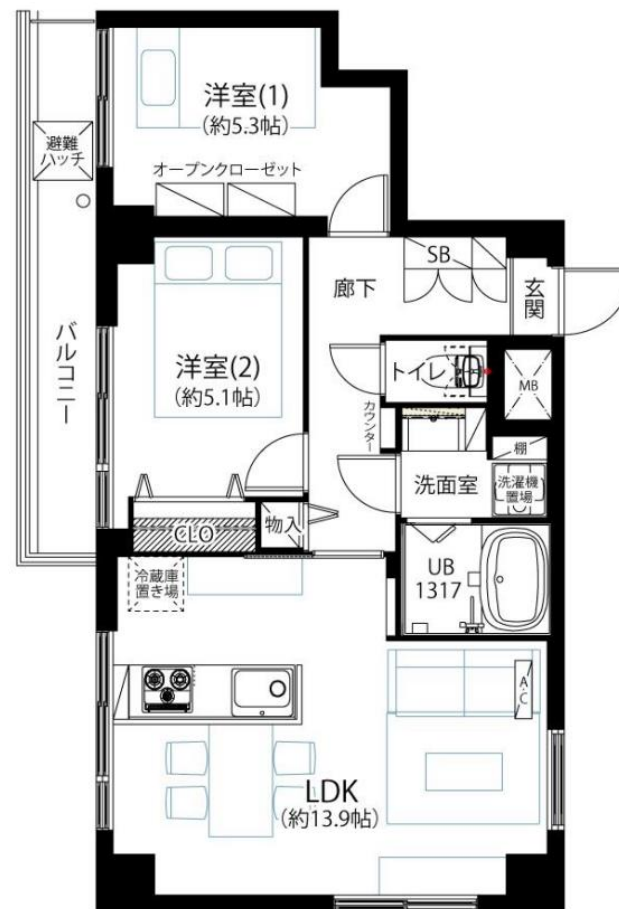 洋室(1)
(約5.3帖)
避難
ハッチ
オープンクローゼット
バルコニー
SB
廊下
玄関
洋室(2)
(約5.1帖)
トイレ
MB
カウンター
棚
洗面室
洗濯機
置場
CLO
物入
UB
1317
冷蔵庫
置き場
A・C
LDK
(約13.9帖)